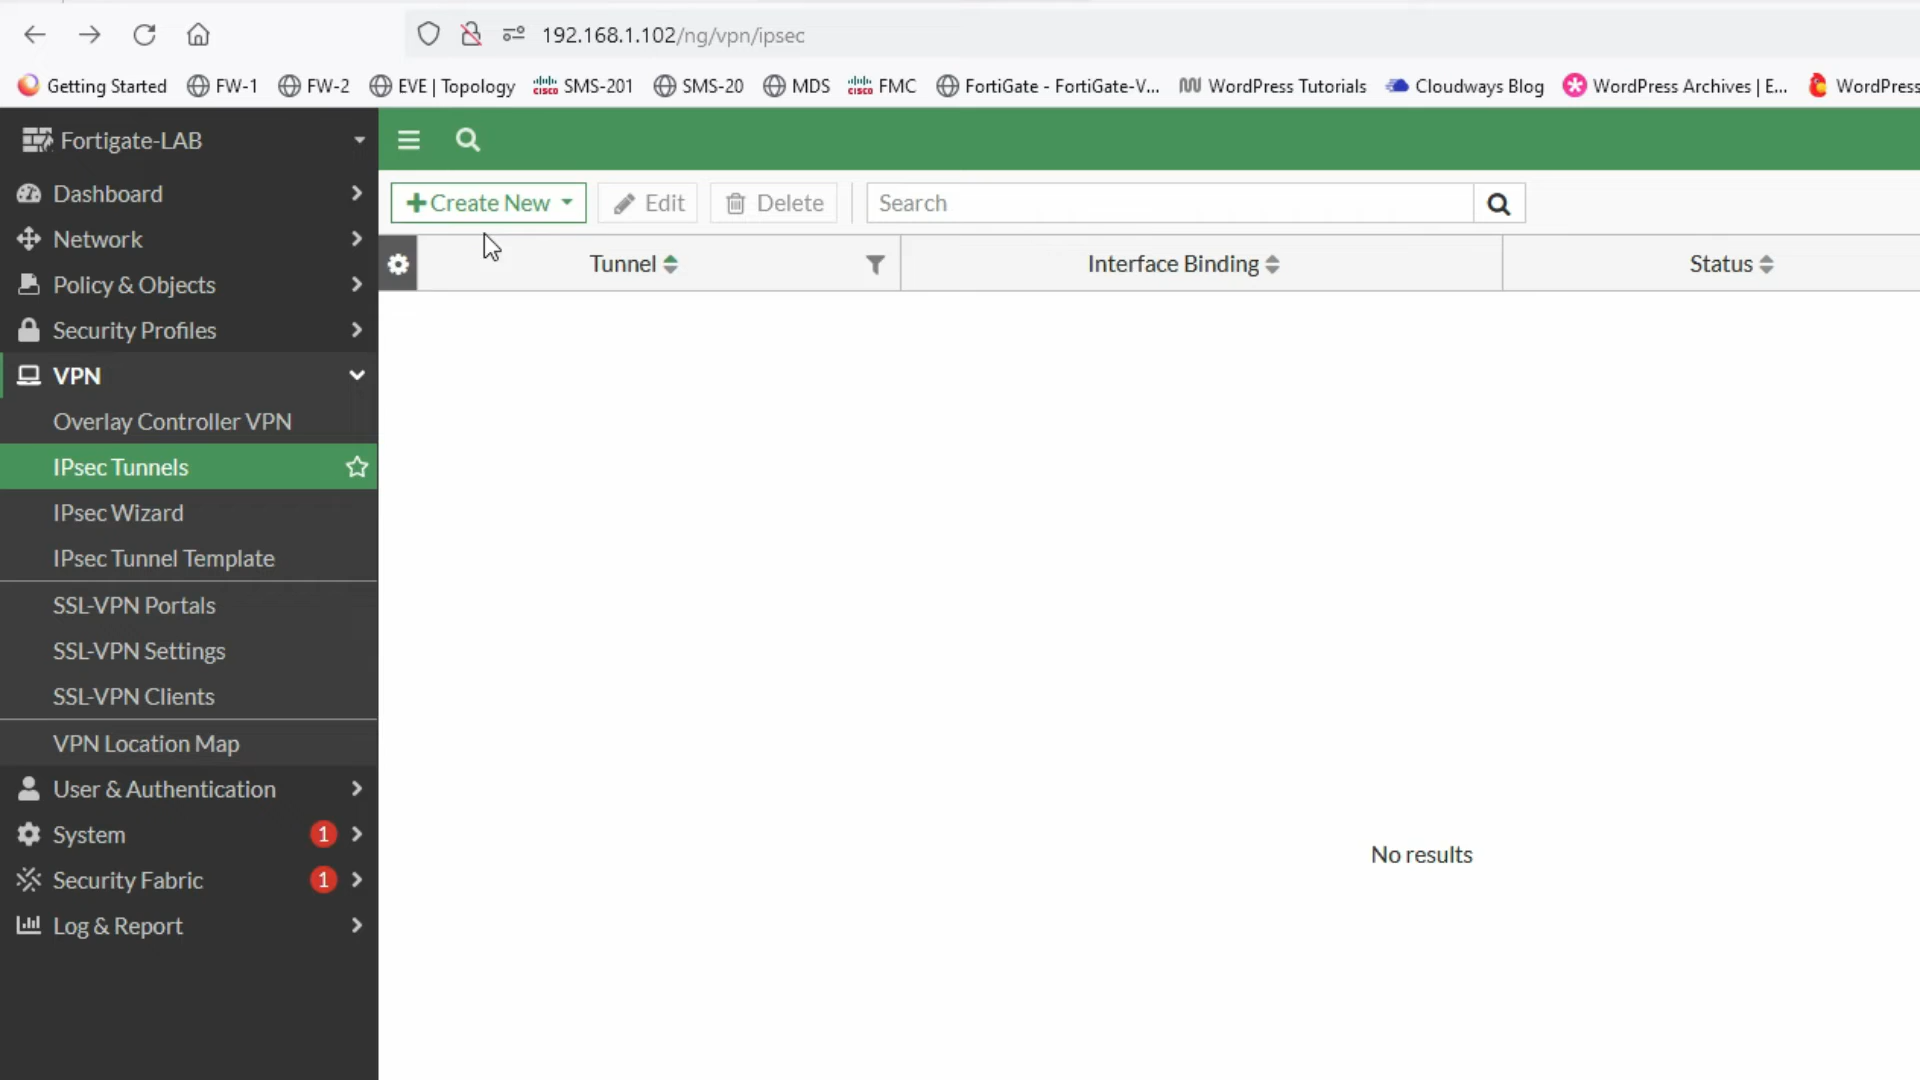 192.168.1.102/ng/vpn/ipsec
Getting Started FW-1 FW-2 EVE | Topology SMS-201 SMS-20 MDS FMC FortiGate - FortiGate-V... WordPress Tutorials Cloudways Blog WordPress Archives | E... WordPress
Fortigate-LAB
Dashboard
Network
Policy & Objects
Security Profiles
VPN
Overlay Controller VPN
IPsec Tunnels
IPsec Wizard
IPsec Tunnel Template
SSL-VPN Portals
SSL-VPN Settings
SSL-VPN Clients
VPN Location Map
User & Authentication
System 1
Security Fabric 1
Log & Report
+Create New Edit Delete Search
Tunnel Interface Binding Status
No results